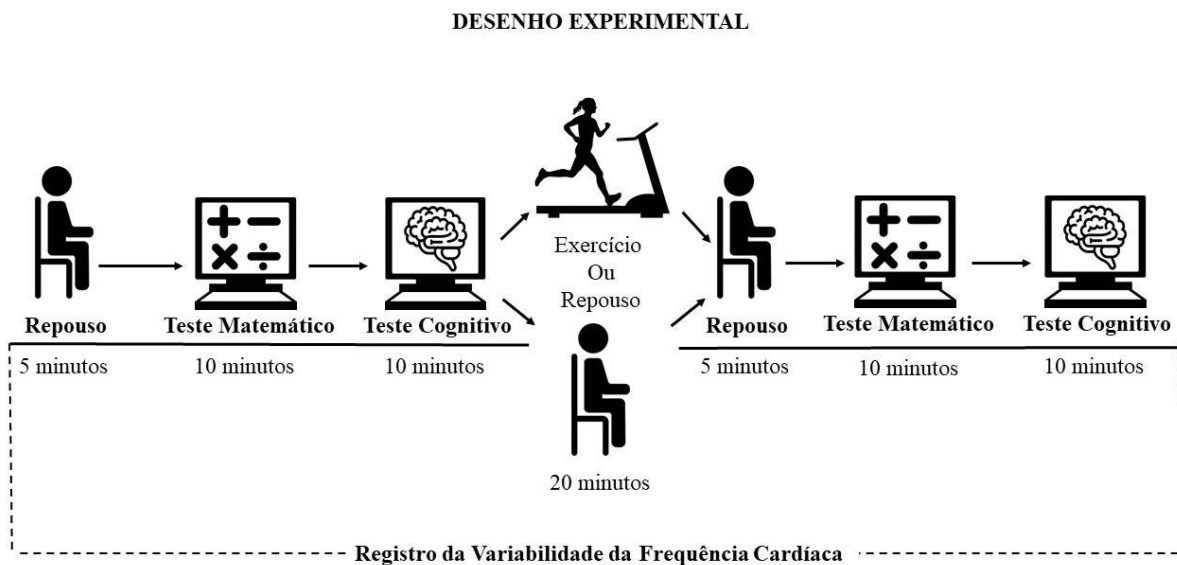 DESENHO EXPERIMENTAL
Exercício
Ou
Repouso
Repouso
Teste Matemático
Teste Cognitivo
Repouso
Teste Matemático
Teste Cognitivo
5 minutos
10 minutos
10 minutos
5 minutos
10 minutos
10 minutos
20 minutos
Registro da Variabilidade da Frequência Cardíaca